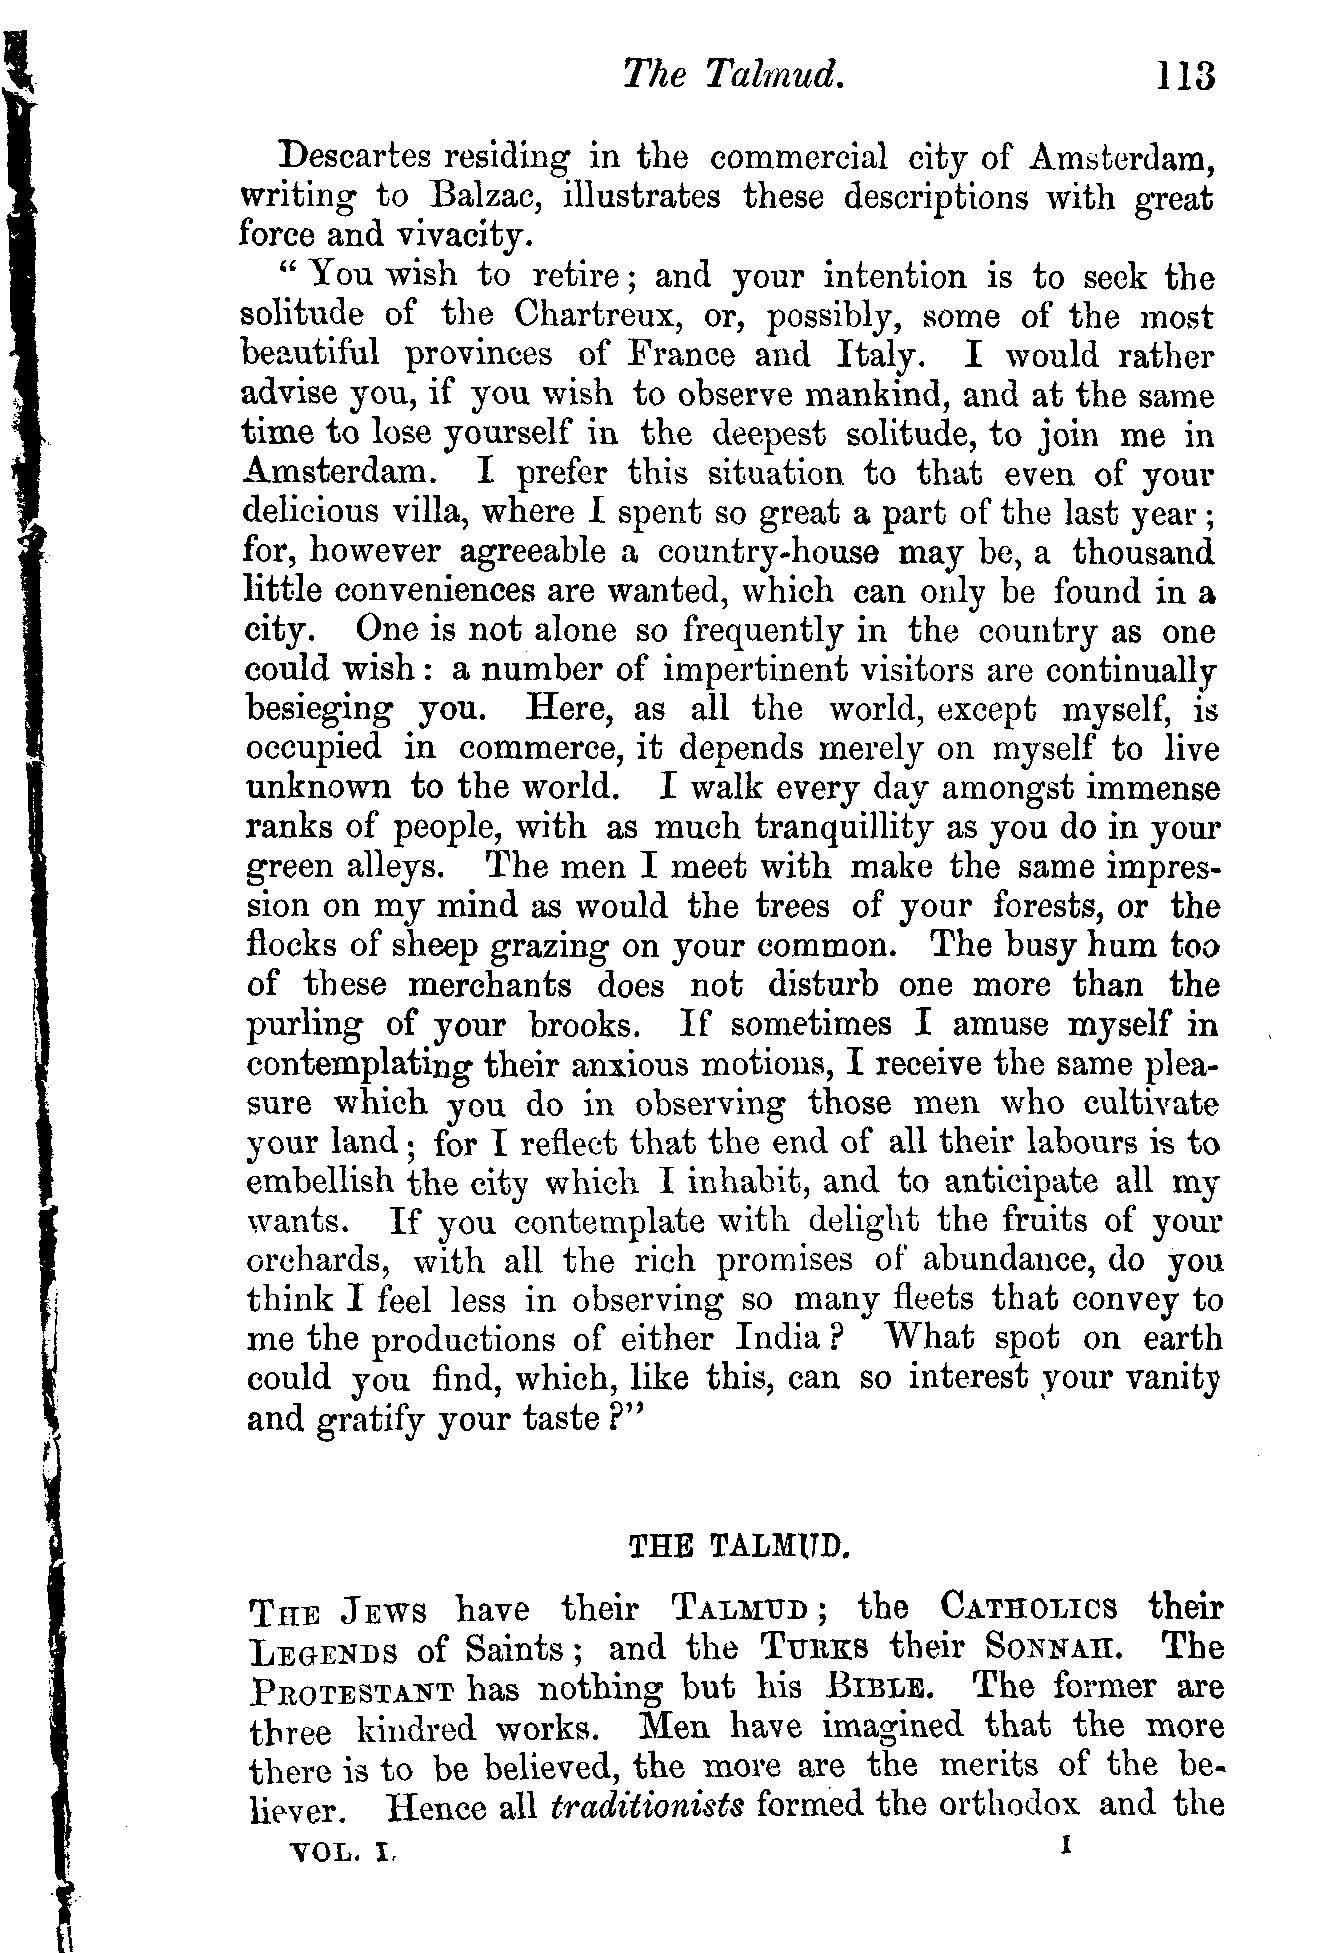 The Talmud. 113
Descartes residing in the commercial city of Amsterdam,
writing to Balzac, illustrates these descriptions with great
force and vivacity.
“ You wish to retire; and your intention is to seek the
solitude of the Chartreux, or, possibly, some of the most
beautiful provinces of France and Italy. I would rather
advise you, if you wish to observe mankind, and at the same
time to lose yourself in the deepest solitude, to join me in
Amsterdam. I prefer this situation to that even of your
delicious villa, where I spent so great a part of the last year;
for, however agreeable a country-house may be, a thousand
little conveniences are wanted, which can only be found in a
city. One is not alone so frequently in the country as one
could wish: a number of impertinent visitors are continually
besieging you. Here, as all the world, except myself, is
occupied in commerce, it depends merely on myself to live
unknown to the world. I walk every day amongst immense
ranks of people, with as much tranquillity as you do in your
green alleys. The men I meet with make the same impres-
sion on my mind as would the trees of your forests, or the
flocks of sheep grazing on your common. The busy hum too
of these merchants does not disturb one more than the
purling of your brooks. If sometimes I amuse myself in
contemplating their anxious motions, I receive the same plea-
sure which you do in observing those men who cultivate
your land; for I reflect that the end of all their labours is to
embellish the city which I inhabit, and to anticipate all my
wants. If you contemplate with delight the fruits of your
orchards, with all the rich promises of abundance, do you
think I feel less in observing so many fleets that convey to
me the productions of either India? What spot on earth
could you find, which, like this, can so interest your vanity
and gratify your taste?”
THE TALMUD.
THE JEWS have their TALMUD; the CATHOLICS their
LEGENDS of Saints; and the TURKS their SONNAH. The
PROTESTANT has nothing but his BIBLE. The former are
three kindred works. Men have imagined that the more
there is to be believed, the more are the merits of the be-
liever. Hence all traditionists formed the orthodox and the
VOL. I. I